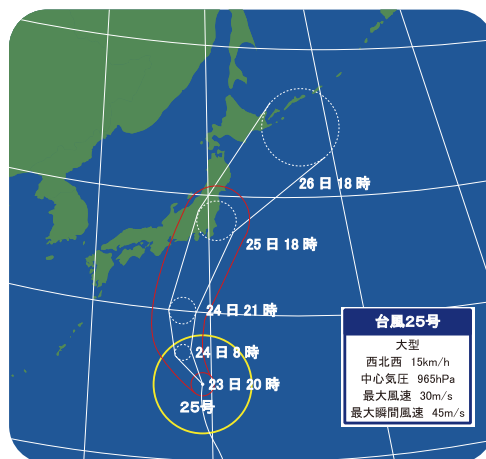 26日18時
25日18時
24日21時
24日8時
23日20時
25号
台風25号
大型
西北西 15km/h
中心気圧 965hPa
最大風速 30m/s
最大瞬間風速 45m/s